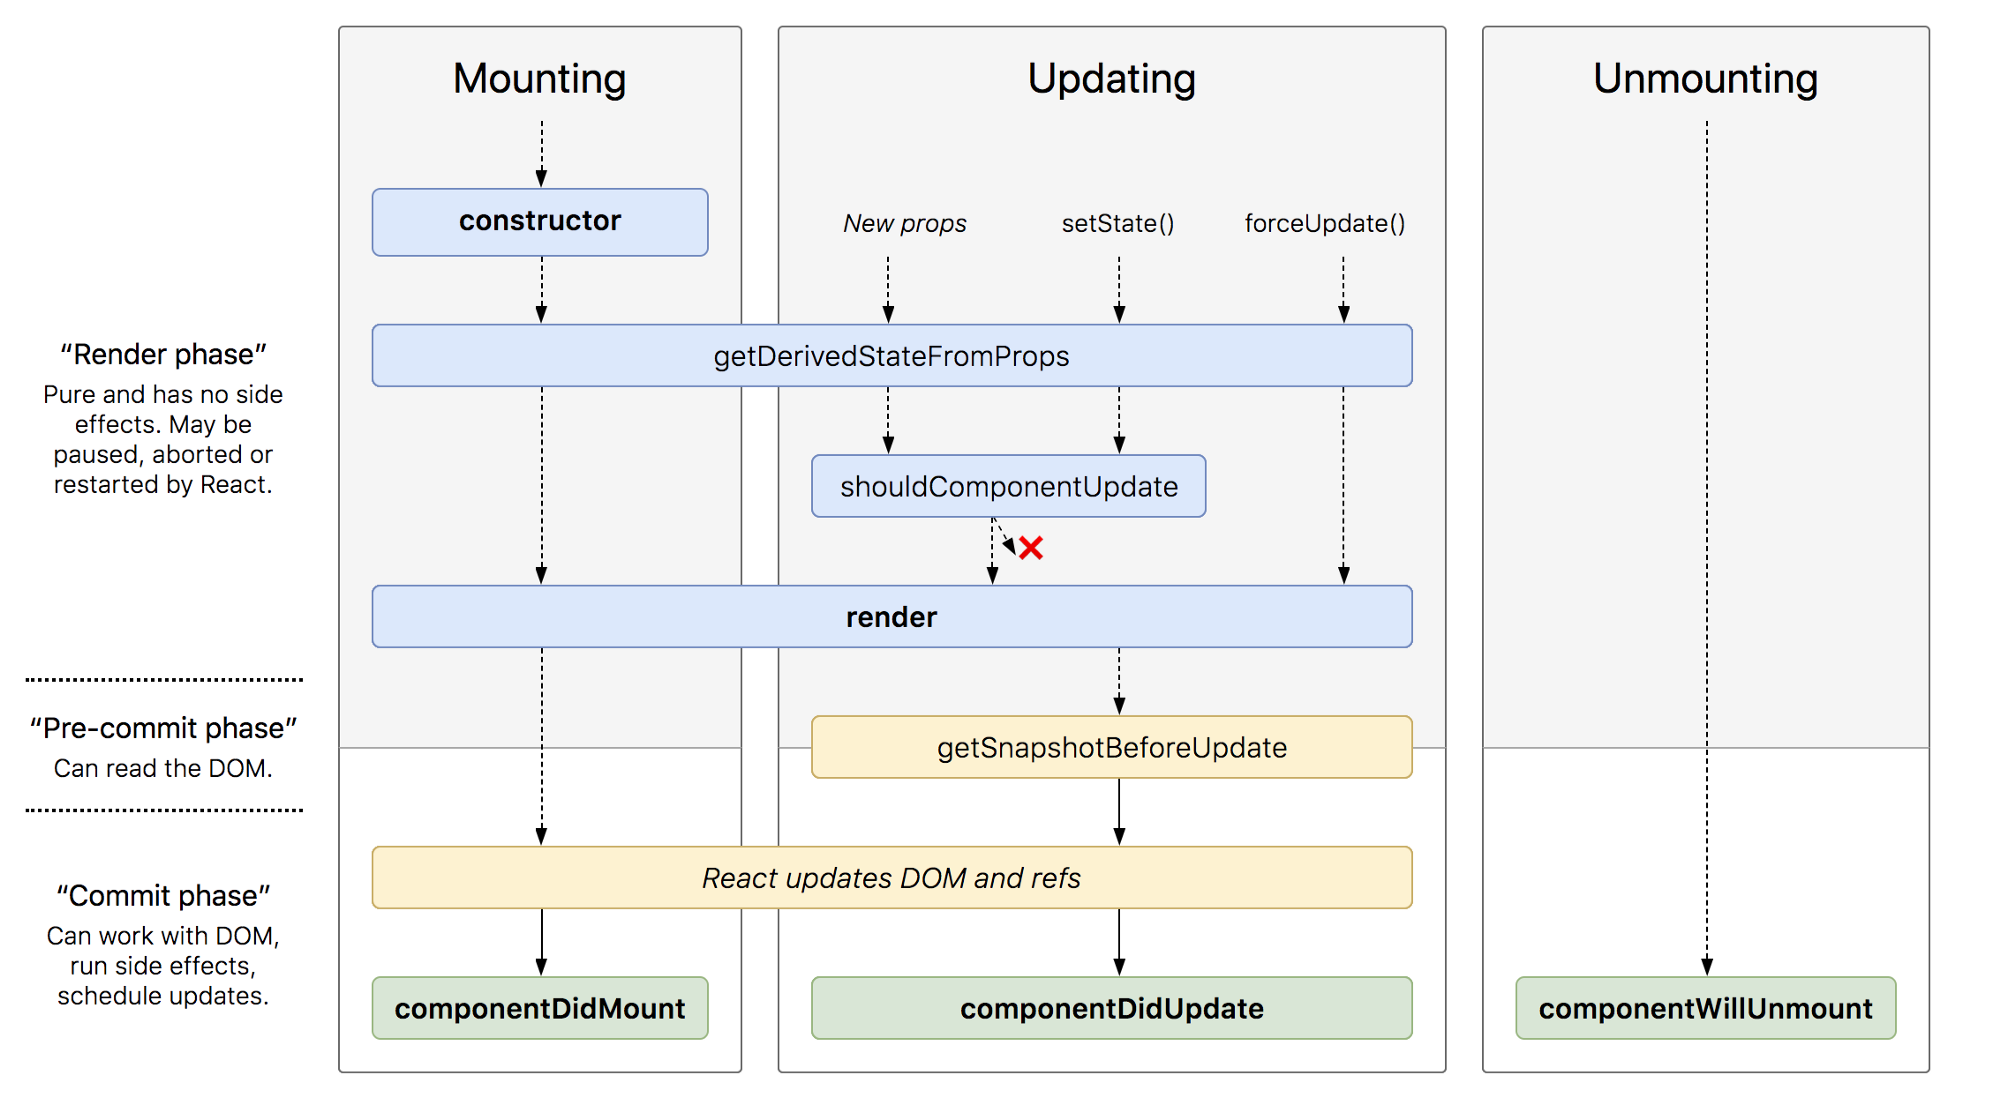 Mounting
Updating
Unmounting
constructor
New props
setState()
forceUpdate()
“Render phase”
Pure and has no side
effects. May be
paused, aborted or
restarted by React.
getDerivedStateFromProps
shouldComponentUpdate
render
“Pre-commit phase”
Can read the DOM.
getSnapshotBeforeUpdate
React updates DOM and refs
“Commit phase”
Can work with DOM,
run side effects,
schedule updates.
componentDidMount
componentDidUpdate
componentWillUnmount